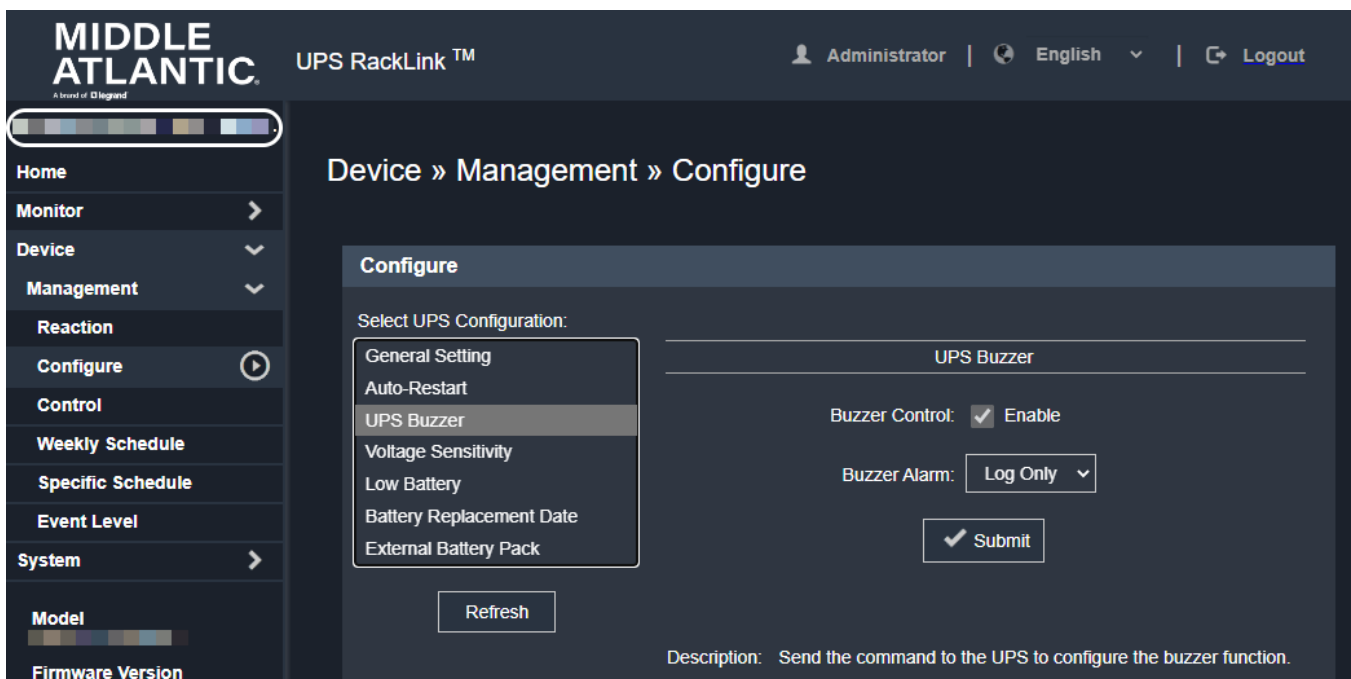 MIDDLE
ATLANTIC.
A brand of legrand
UPS RackLink TM
Administrator | English | Logout
Home
Monitor
Device
Management
Reaction
Configure
Control
Weekly Schedule
Specific Schedule
Event Level
System
Model
Firmware Version
Device » Management » Configure
Configure
Select UPS Configuration:
General Setting
Auto-Restart
UPS Buzzer
Voltage Sensitivity
Low Battery
Battery Replacement Date
External Battery Pack
Refresh
UPS Buzzer
Buzzer Control: Enable
Buzzer Alarm: Log Only
Submit
Description: Send the command to the UPS to configure the buzzer function.